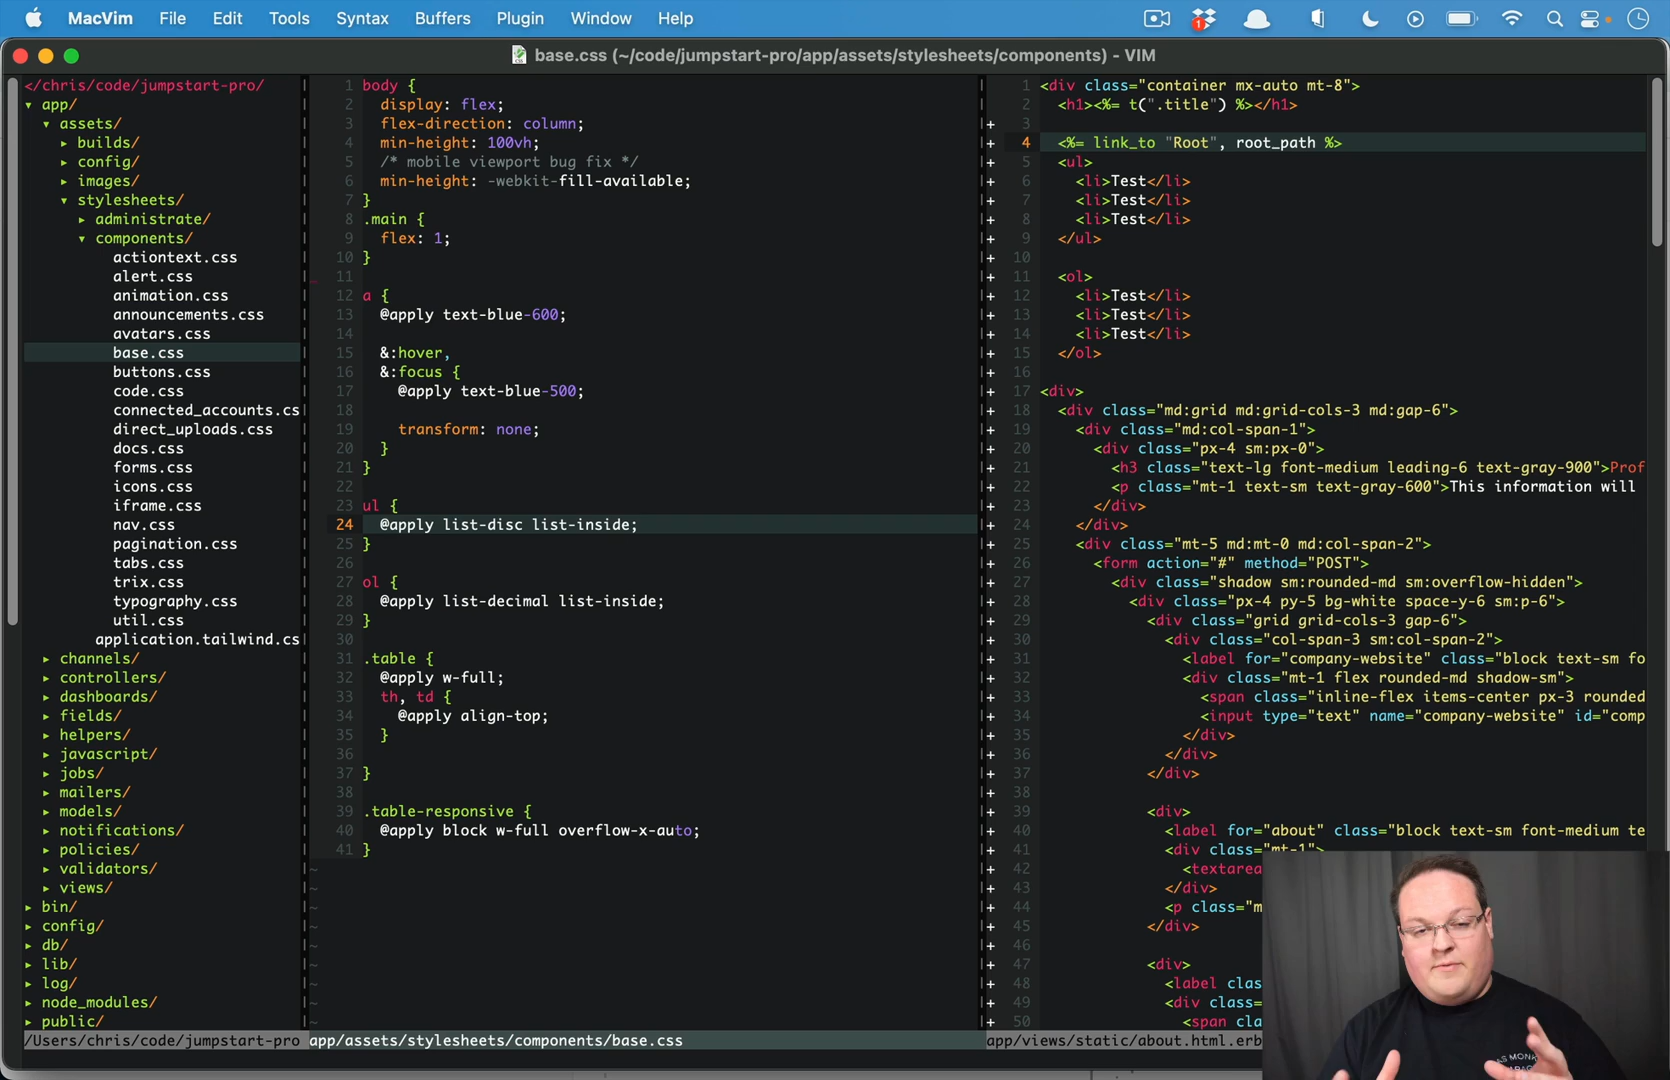 MacVim File Edit Tools Syntax Buffers Plugin Window Help
1
base.css (~/code/jumpstart-pro/app/assets/stylesheets/components) - VIM
</chris/code/jumpstart-pro/
▾ app/
▾ assets/
▸ builds/
▸ config/
▸ images/
▾ stylesheets/
▸ administrate/
▾ components/
actiontext.css
alert.css
animation.css
announcements.css
avatars.css
base.css
buttons.css
code.css
connected_accounts.cs
direct_uploads.css
docs.css
forms.css
icons.css
iframe.css
nav.css
pagination.css
tabs.css
trix.css
typography.css
util.css
application.tailwind.cs
▸ channels/
▸ controllers/
▸ dashboards/
▸ fields/
▸ helpers/
▸ javascript/
▸ jobs/
▸ mailers/
▸ models/
▸ notifications/
▸ policies/
▸ validators/
▸ views/
▸ bin/
▸ config/
▸ db/
▸ lib/
▸ log/
▸ node_modules/
▸ public/
/Users/chris/code/jumpstart-pro
1 body {
2 display: flex;
3 flex-direction: column;
4 min-height: 100vh;
5 /* mobile viewport bug fix */
6 min-height: -webkit-fill-available;
7 }
8 .main {
9 flex: 1;
10 }
11
12 a {
13 @apply text-blue-600;
14
15 &:hover,
16 &:focus {
17 @apply text-blue-500;
18
19 transform: none;
20 }
21 }
22
23 ul {
24 @apply list-disc list-inside;
25 }
26
27 ol {
28 @apply list-decimal list-inside;
29 }
30
31 .table {
32 @apply w-full;
33 th, td {
34 @apply align-top;
35 }
36
37 }
38
39 .table-responsive {
40 @apply block w-full overflow-x-auto;
41 }
app/assets/stylesheets/components/base.css
1 <div class="container mx-auto mt-8">
2 <h1><%= t(".title") %></h1>
3
4 <%= link_to "Root", root_path %>
5 <ul>
6 <li>Test</li>
7 <li>Test</li>
8 <li>Test</li>
9 </ul>
10
11 <ol>
12 <li>Test</li>
13 <li>Test</li>
14 <li>Test</li>
15 </ol>
16
17 <div>
18 <div class="md:grid md:grid-cols-3 md:gap-6">
19 <div class="md:col-span-1">
20 <div class="px-4 sm:px-0">
21 <h3 class="text-lg font-medium leading-6 text-gray-900">Prof
22 <p class="mt-1 text-sm text-gray-600">This information will
23 </div>
24 </div>
25 <div class="mt-5 md:mt-0 md:col-span-2">
26 <form action="#" method="POST">
27 <div class="shadow sm:rounded-md sm:overflow-hidden">
28 <div class="px-4 py-5 bg-white space-y-6 sm:p-6">
29 <div class="grid grid-cols-3 gap-6">
30 <div class="col-span-3 sm:col-span-2">
31 <label for="company-website" class="block text-sm fo
32 <div class="mt-1 flex rounded-md shadow-sm">
33 <span class="inline-flex items-center px-3 rounded
34 <input type="text" name="company-website" id="comp
35 </div>
36 </div>
37 </div>
38
39 <div>
40 <label for="about" class="block text-sm font-medium te
41 <div class="mt-1">
42 <textarea
43 </div>
44 <p class="m
45 </div>
46
47 <div>
48 <label clas
49 <div class=
50 <span cla
app/views/static/about.html.erb